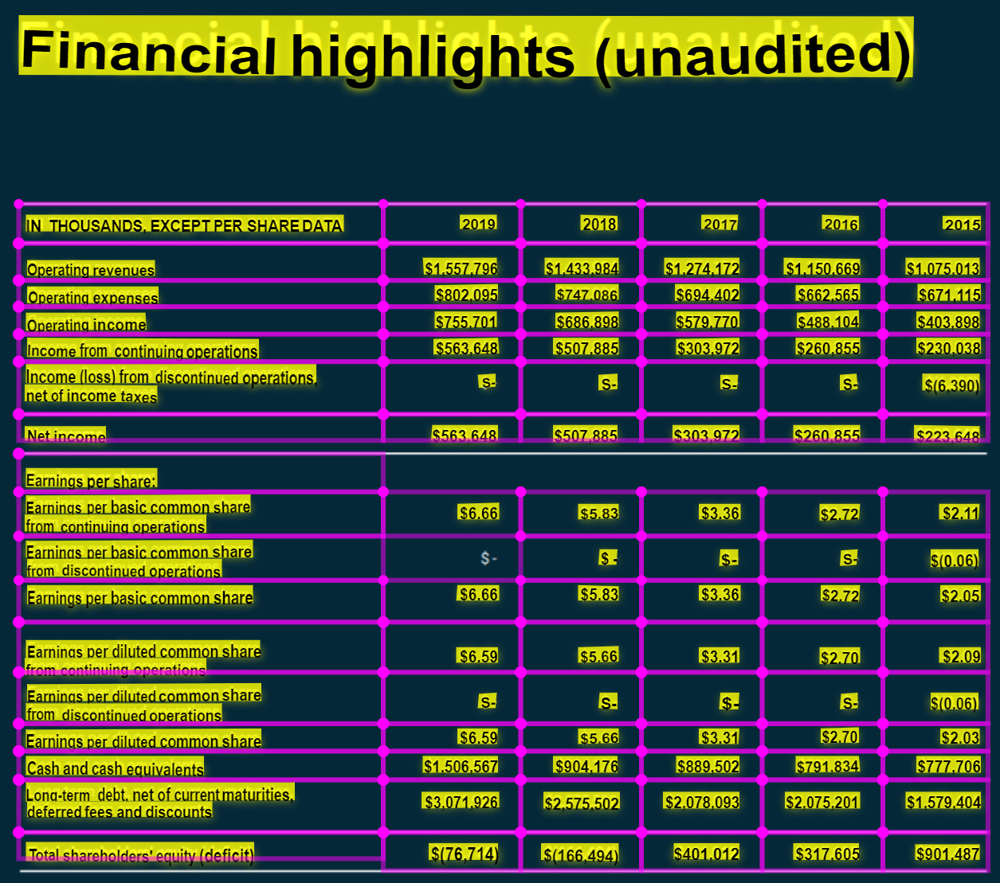 Financial highlights (unaudited)
IN THOUSANDS, EXCEPT PER SHARE DATA 2019 2018 2017 2016 2015
Operating revenues $1,557,796 $1,433,984 $1,274,172 $1,150,669 $1,075,013
Operating expenses $802,095 $747,086 $694,402 $662,565 $671,115
Operating income $755,701 $686,898 $579,770 $488,104 $403,898
Income from continuing operations $563,648 $507,885 $303,972 $260,855 $230,038
Income (loss) from discontinued operations,
net of income taxes $- $- $- $- $(6,390)
Net income $563,648 $507,885 $303,972 $260,855 $223,648
Earnings per share:
Earnings per basic common share
from continuing operations $6.66 $5.83 $3.36 $2.72 $2.11
Earnings per basic common share
from discontinued operations $- $- $- $- $(0.06)
Earnings per basic common share $6.66 $5.83 $3.36 $2.72 $2.05
Earnings per diluted common share
from continuing operations $6.59 $5.66 $3.31 $2.70 $2.09
Earnings per diluted common share
from discontinued operations $- $- $- $- $(0.06)
Earnings per diluted common share $6.59 $5.66 $3.31 $2.70 $2.03
Cash and cash equivalents $1,506,567 $904,176 $889,502 $791,834 $777,706
Long-term debt, net of current maturities,
deferred fees and discounts $3,071,926 $2,575,502 $2,078,093 $2,075,201 $1,579,404
Total shareholders' equity (deficit) $(76,714) $(166,494) $401,012 $317,605 $901,487